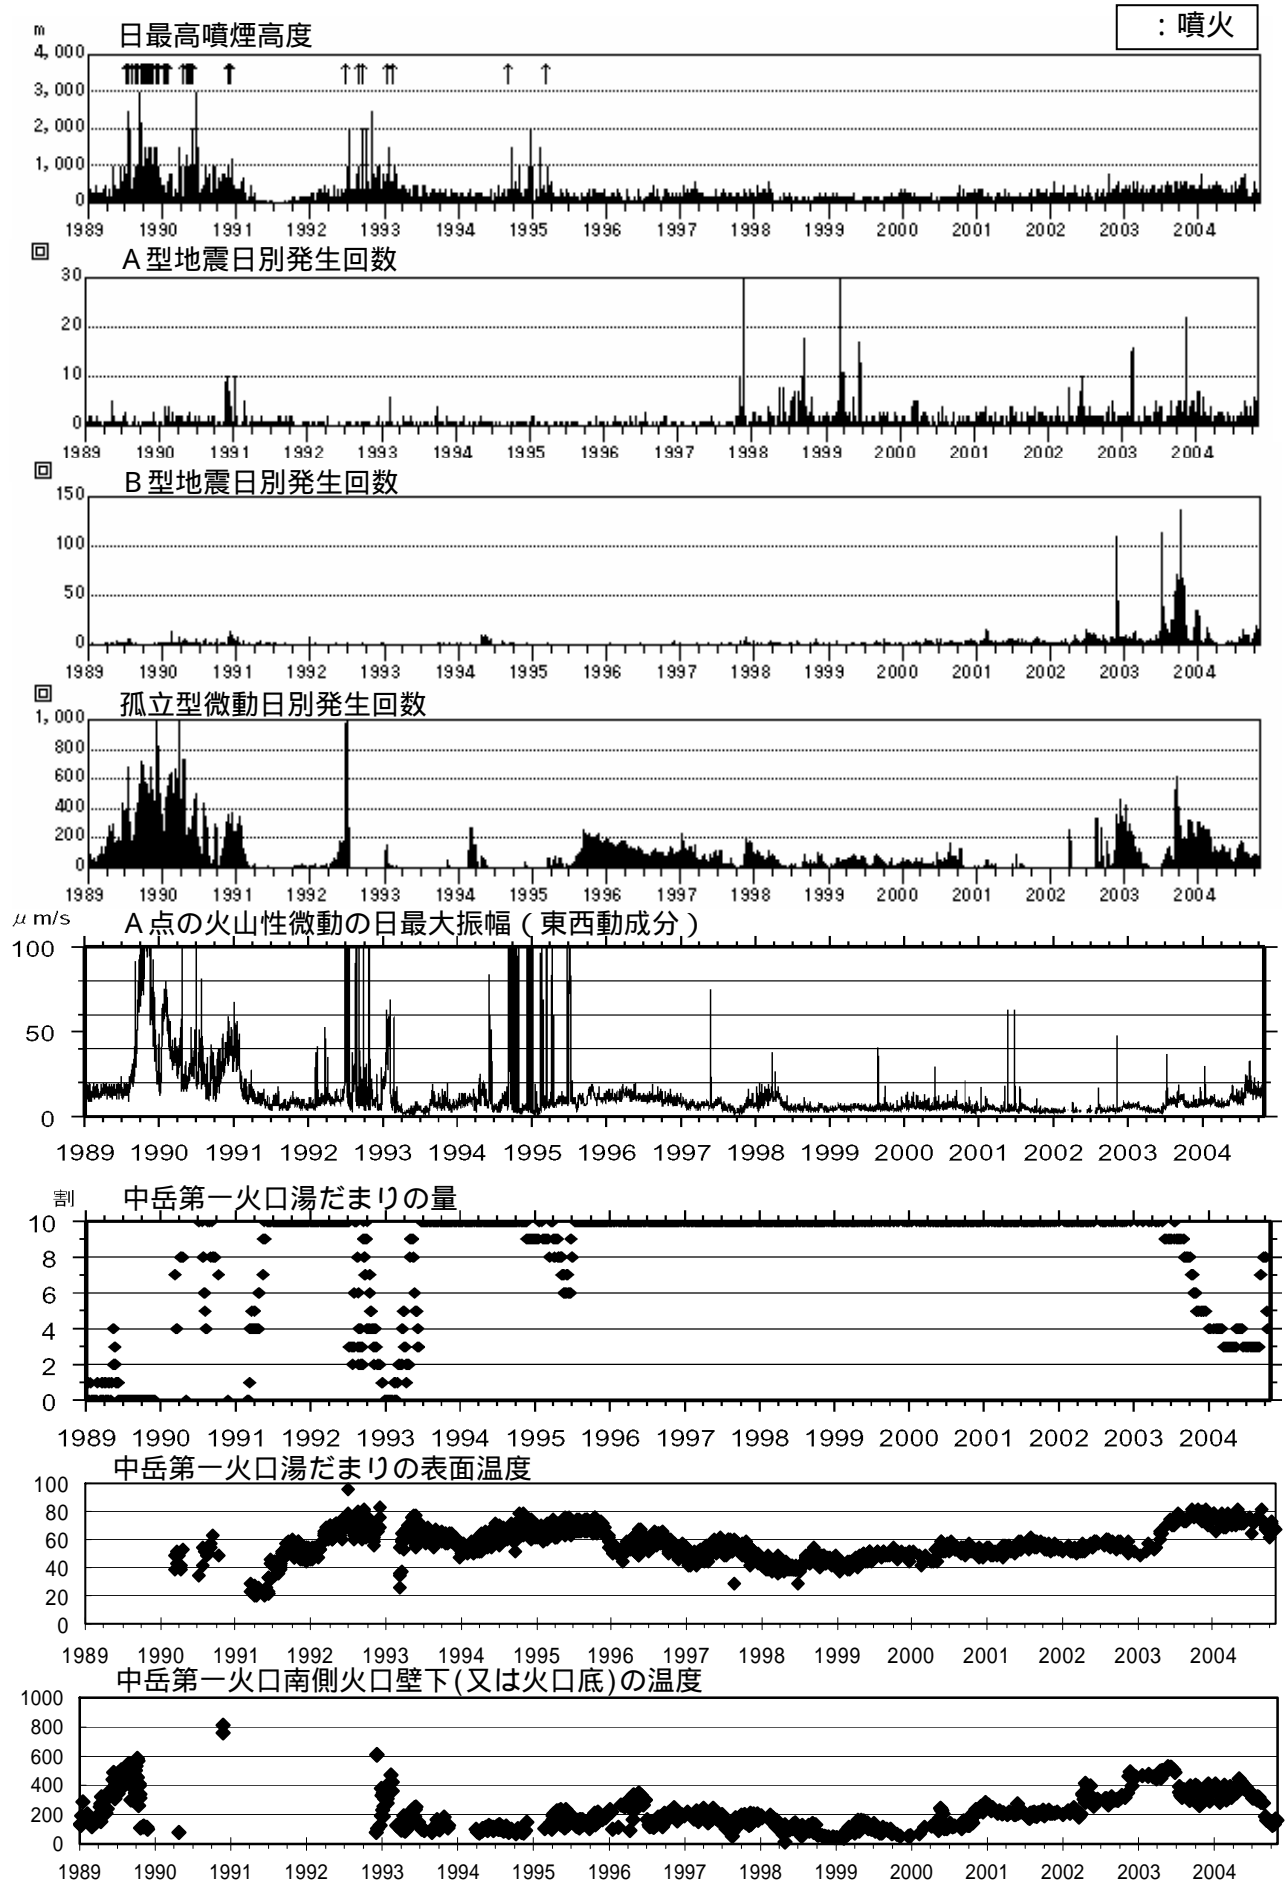 ：噴火
m
日最高噴煙高度
4,000
3,000
2,000
1,000
0
1989 1990 1991 1992 1993 1994 1995 1996 1997 1998 1999 2000 2001 2002 2003 2004
回
A型地震日別発生回数
30
20
10
0
1989 1990 1991 1992 1993 1994 1995 1996 1997 1998 1999 2000 2001 2002 2003 2004
回
B型地震日別発生回数
150
100
50
0
1989 1990 1991 1992 1993 1994 1995 1996 1997 1998 1999 2000 2001 2002 2003 2004
回
孤立型微動日別発生回数
1,000
800
600
400
200
0
1989 1990 1991 1992 1993 1994 1995 1996 1997 1998 1999 2000 2001 2002 2003 2004
μm/s
A点の火山性微動の日最大振幅（東西動成分）
100
50
0
1989 1990 1991 1992 1993 1994 1995 1996 1997 1998 1999 2000 2001 2002 2003 2004
割
中岳第一火口湯だまりの量
10
8
6
4
2
0
1989 1990 1991 1992 1993 1994 1995 1996 1997 1998 1999 2000 2001 2002 2003 2004
中岳第一火口湯だまりの表面温度
100
80
60
40
20
0
1989 1990 1991 1992 1993 1994 1995 1996 1997 1998 1999 2000 2001 2002 2003 2004
中岳第一火口南側火口壁下(又は火口底)の温度
1000
800
600
400
200
0
1989 1990 1991 1992 1993 1994 1995 1996 1997 1998 1999 2000 2001 2002 2003 2004